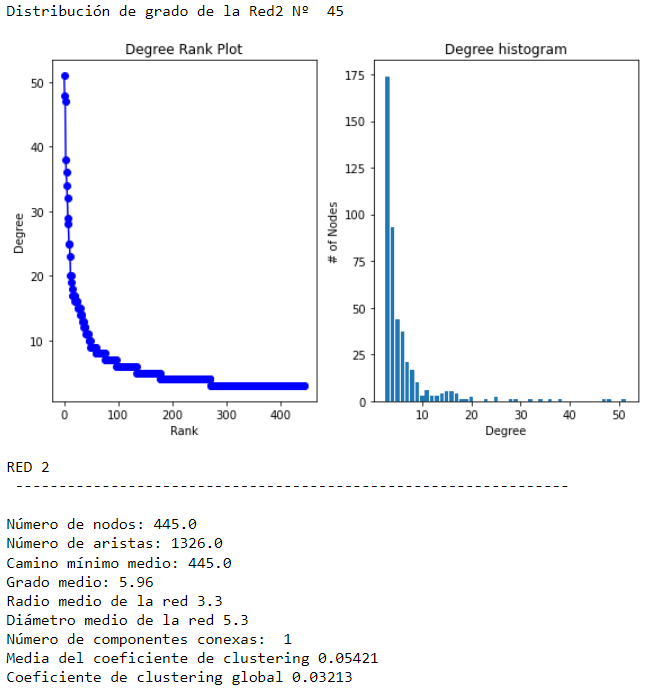 Distribución de grado de la Red2 Nº  45
Degree Rank Plot
50
40
30
20
10
Degree
0
100
200
300
400
Rank
Degree histogram
175
150
125
100
75
50
25
0
# of Nodes
10
20
30
40
50
Degree
RED 2
----------------------------------------------------------------
Número de nodos: 445.0
Número de aristas: 1326.0
Camino mínimo medio: 445.0
Grado medio: 5.96
Radio medio de la red 3.3
Diámetro medio de la red 5.3
Número de componentes conexas:  1
Media del coeficiente de clustering 0.05421
Coeficiente de clustering global 0.03213